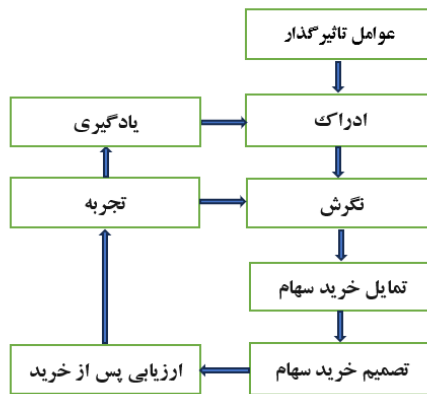 عوامل تاثیرگذار
ادراک
یادگیری
نگرش
تجربه
تمایل خرید سهام
تصمیم خرید سهام
ارزیابی پس از خرید